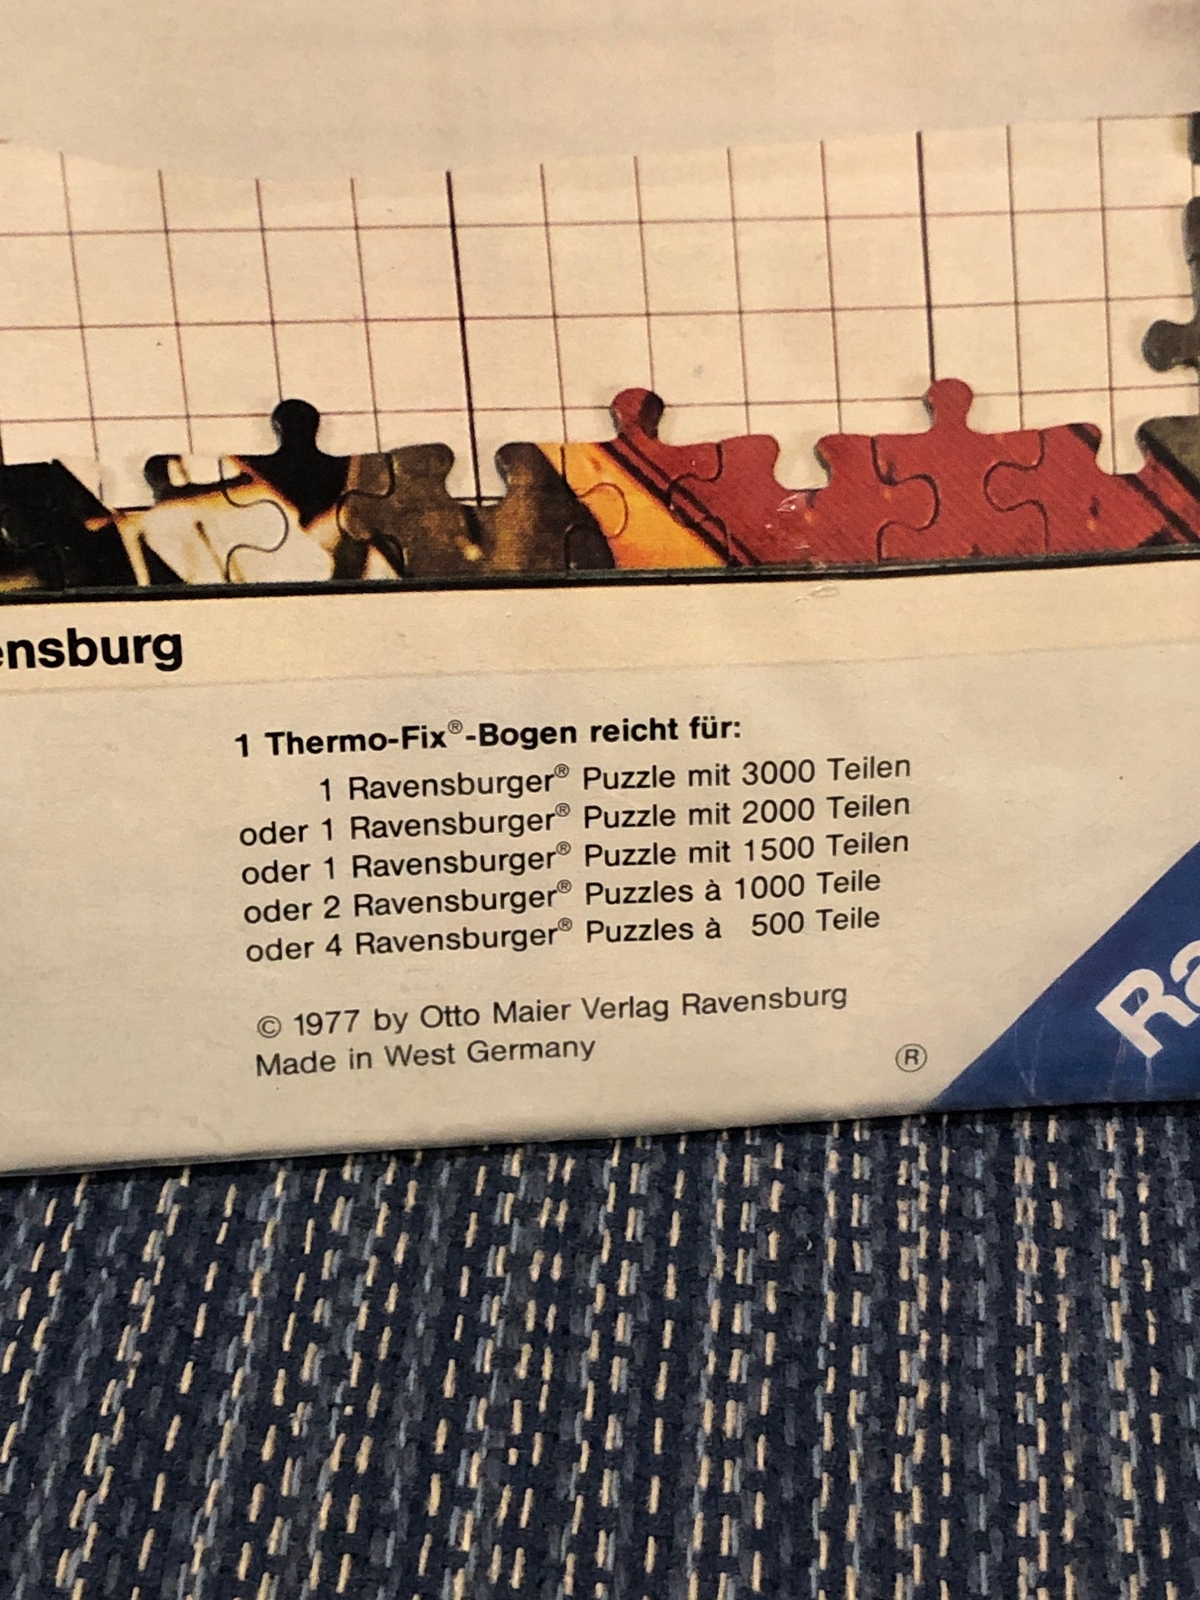 ensburg
1 Thermo-Fix®-Bogen reicht für:
1 Ravensburger® Puzzle mit 3000 Teilen
oder 1 Ravensburger® Puzzle mit 2000 Teilen
oder 1 Ravensburger® Puzzle mit 1500 Teilen
oder 2 Ravensburger® Puzzles à 1000 Teile
oder 4 Ravensburger® Puzzles à 500 Teile
© 1977 by Otto Maier Verlag Ravensburg
Made in West Germany
®
Ra